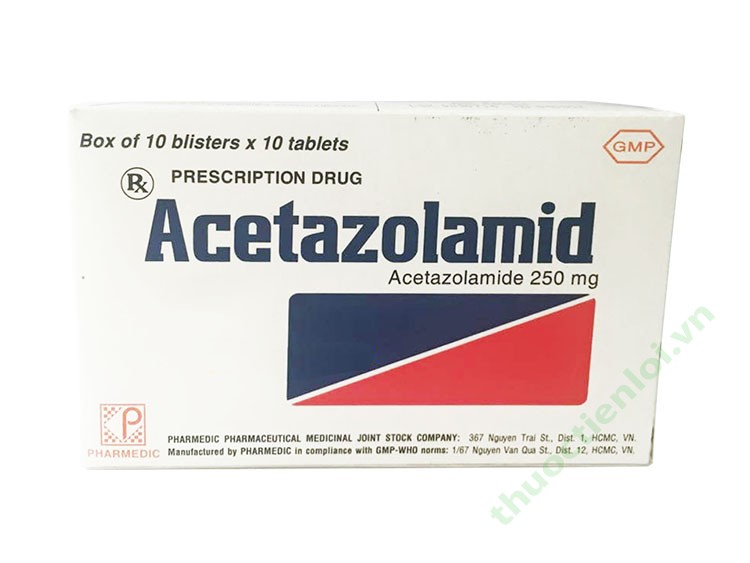 Box of 10 blisters x 10 tablets
GMP
Rx PRESCRIPTION DRUG
Acetazolamid
Acetazolamide 250 mg
P
PHARMEDIC
PHARMEDIC PHARMACEUTICAL MEDICINAL JOINT STOCK COMPANY: 367 Nguyen Trai St., Dist. 1, HCMC, VN.
Manufactured by PHARMEDIC in compliance with GMP-WHO norms: 1/67 Nguyen Van Qua St., Dist. 12, HCMC, VN.
thuoctienloi.vn